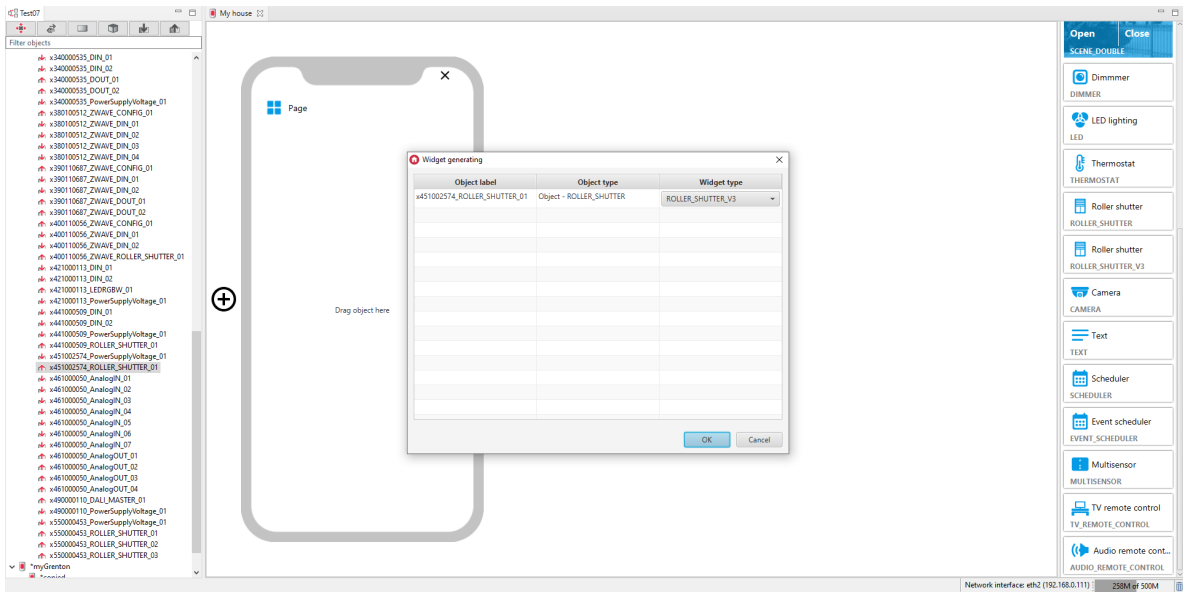 Test07
Filter objects
x340000535_DIN_01
x340000535_DIN_02
x340000535_DOUT_01
x340000535_DOUT_02
x340000535_PowerSupplyVoltage_01
x380100512_ZWAVE_CONFIG_01
x380100512_ZWAVE_DIN_01
x380100512_ZWAVE_DIN_02
x380100512_ZWAVE_DIN_03
x380100512_ZWAVE_DIN_04
x390110687_ZWAVE_CONFIG_01
x390110687_ZWAVE_DIN_01
x390110687_ZWAVE_DIN_02
x390110687_ZWAVE_DOUT_01
x390110687_ZWAVE_DOUT_02
x400110056_ZWAVE_CONFIG_01
x400110056_ZWAVE_DIN_01
x400110056_ZWAVE_DIN_02
x400110056_ZWAVE_ROLLER_SHUTTER_01
x421000113_DIN_01
x421000113_DIN_02
x421000113_LEDRGBW_01
x421000113_PowerSupplyVoltage_01
x441000509_DIN_01
x441000509_DIN_02
x441000509_PowerSupplyVoltage_01
x441000509_ROLLER_SHUTTER_01
x451002574_PowerSupplyVoltage_01
x451002574_ROLLER_SHUTTER_01
x461000050_AnalogIN_01
x461000050_AnalogIN_02
x461000050_AnalogIN_03
x461000050_AnalogIN_04
x461000050_AnalogIN_05
x461000050_AnalogIN_06
x461000050_AnalogIN_07
x461000050_AnalogOUT_01
x461000050_AnalogOUT_02
x461000050_AnalogOUT_03
x461000050_AnalogOUT_04
x490000110_DALI_MASTER_01
x490000110_PowerSupplyVoltage_01
x550000453_PowerSupplyVoltage_01
x550000453_ROLLER_SHUTTER_01
x550000453_ROLLER_SHUTTER_02
x550000453_ROLLER_SHUTTER_03
*myGrenton
*copied
My house
Page
Drag object here
Widget generating
Object label Object type Widget type
x451002574_ROLLER_SHUTTER_01 Object - ROLLER_SHUTTER ROLLER_SHUTTER_V3
OK Cancel
Open Close
SCENE_DOUBLE
Dimmmer
DIMMER
LED lighting
LED
Thermostat
THERMOSTAT
Roller shutter
ROLLER_SHUTTER
Roller shutter
ROLLER_SHUTTER_V3
Camera
CAMERA
Text
TEXT
Scheduler
SCHEDULER
Event scheduler
EVENT_SCHEDULER
Multisensor
MULTISENSOR
TV remote control
TV_REMOTE_CONTROL
Audio remote cont...
AUDIO_REMOTE_CONTROL
Network interface: eth2 (192.168.0.111) 258M of 500M